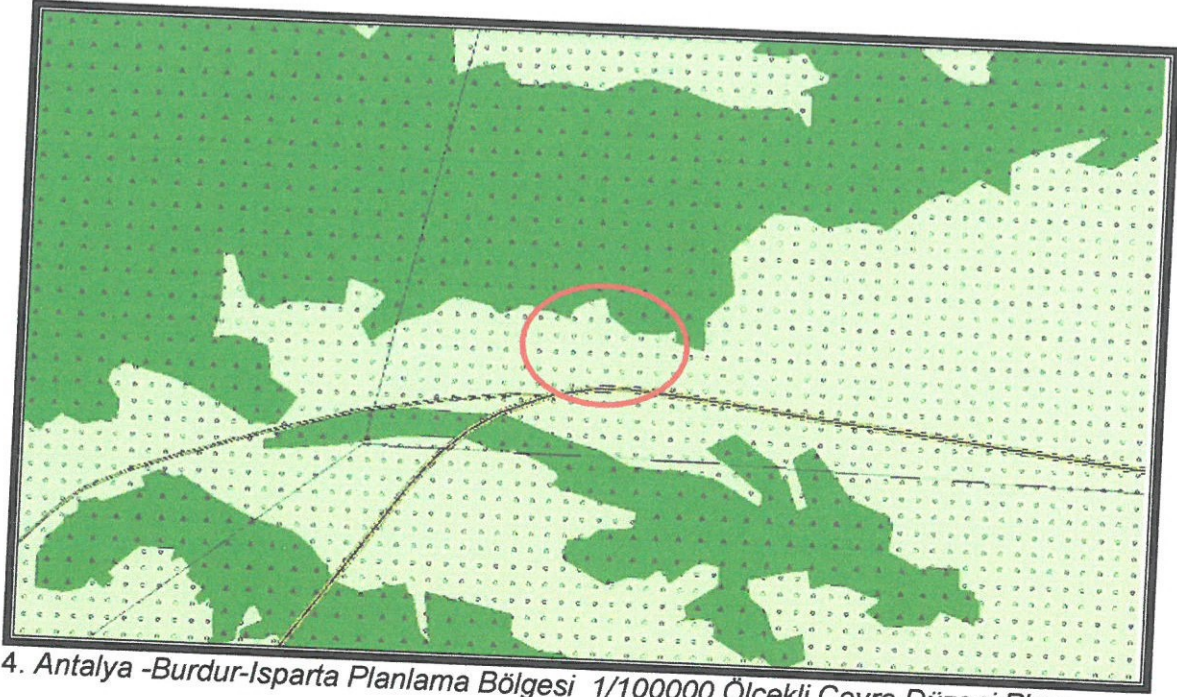 4. Antalya -Burdur-Isparta Planlama Bölgesi 1/100000 Ölçekli Çevre Düzeni